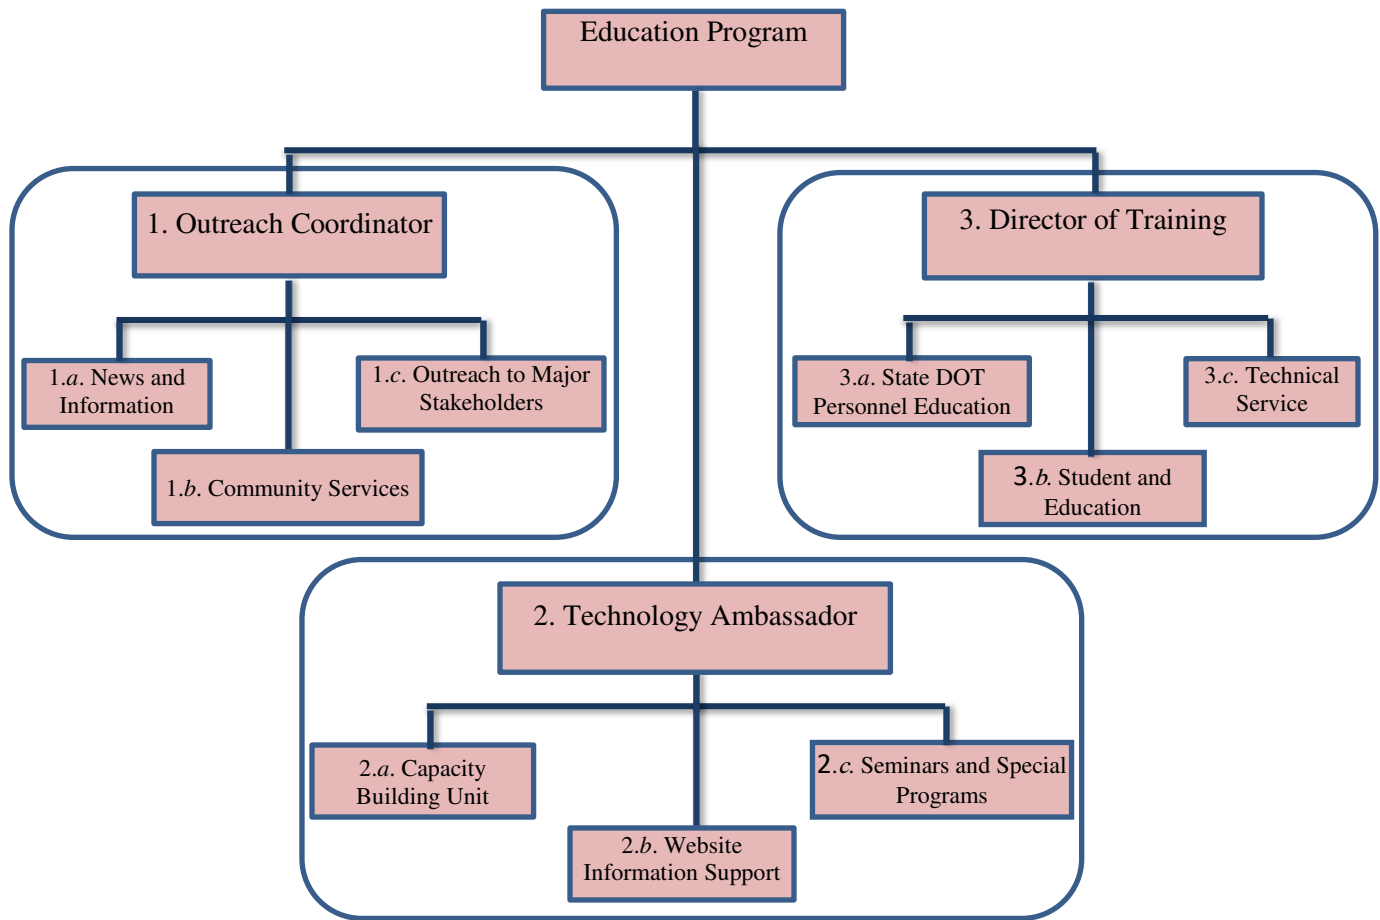 Education Program
1. Outreach Coordinator
1.a. News and
Information
1.b. Community Services
1.c. Outreach to Major
Stakeholders
3. Director of Training
3.a. State DOT
Personnel Education
3.b. Student and
Education
3.c. Technical
Service
2. Technology Ambassador
2.a. Capacity
Building Unit
2.b. Website
Information Support
2.c. Seminars and Special
Programs